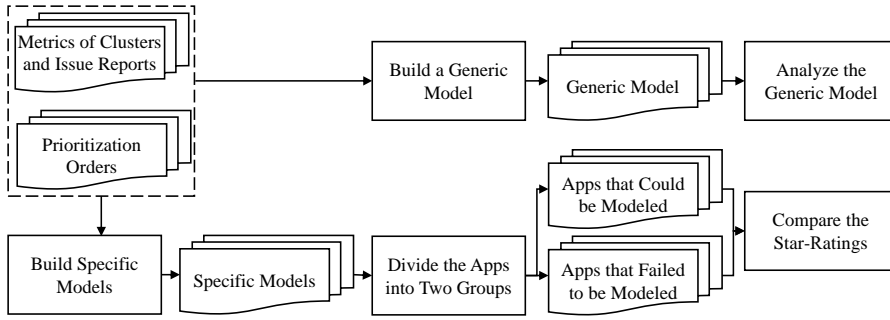 Metrics of Clusters
and Issue Reports
Prioritization
Orders
Build a Generic
Model
Generic Model
Analyze the
Generic Model
Build Specific
Models
Specific Models
Divide the Apps
into Two Groups
Apps that Could
be Modeled
Apps that Failed
to be Modeled
Compare the
Star-Ratings